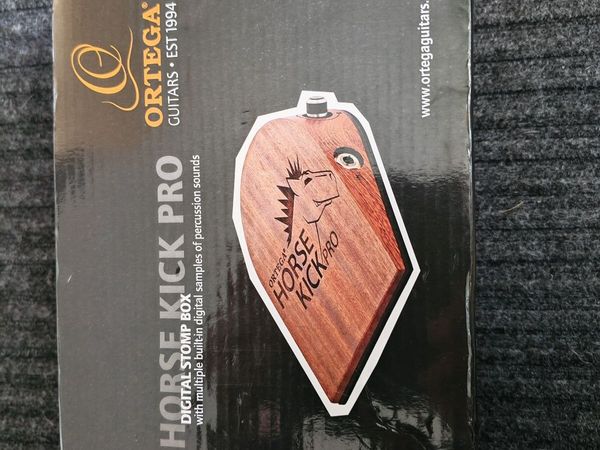 ORTEGA®
GUITARS • EST 1994
HORSE KICK PRO
DIGITAL STOMP BOX
with multiple built-in digital samples of percussion sounds
ORTEGA
HORSE
KICK PRO
www.ortegaguitars.